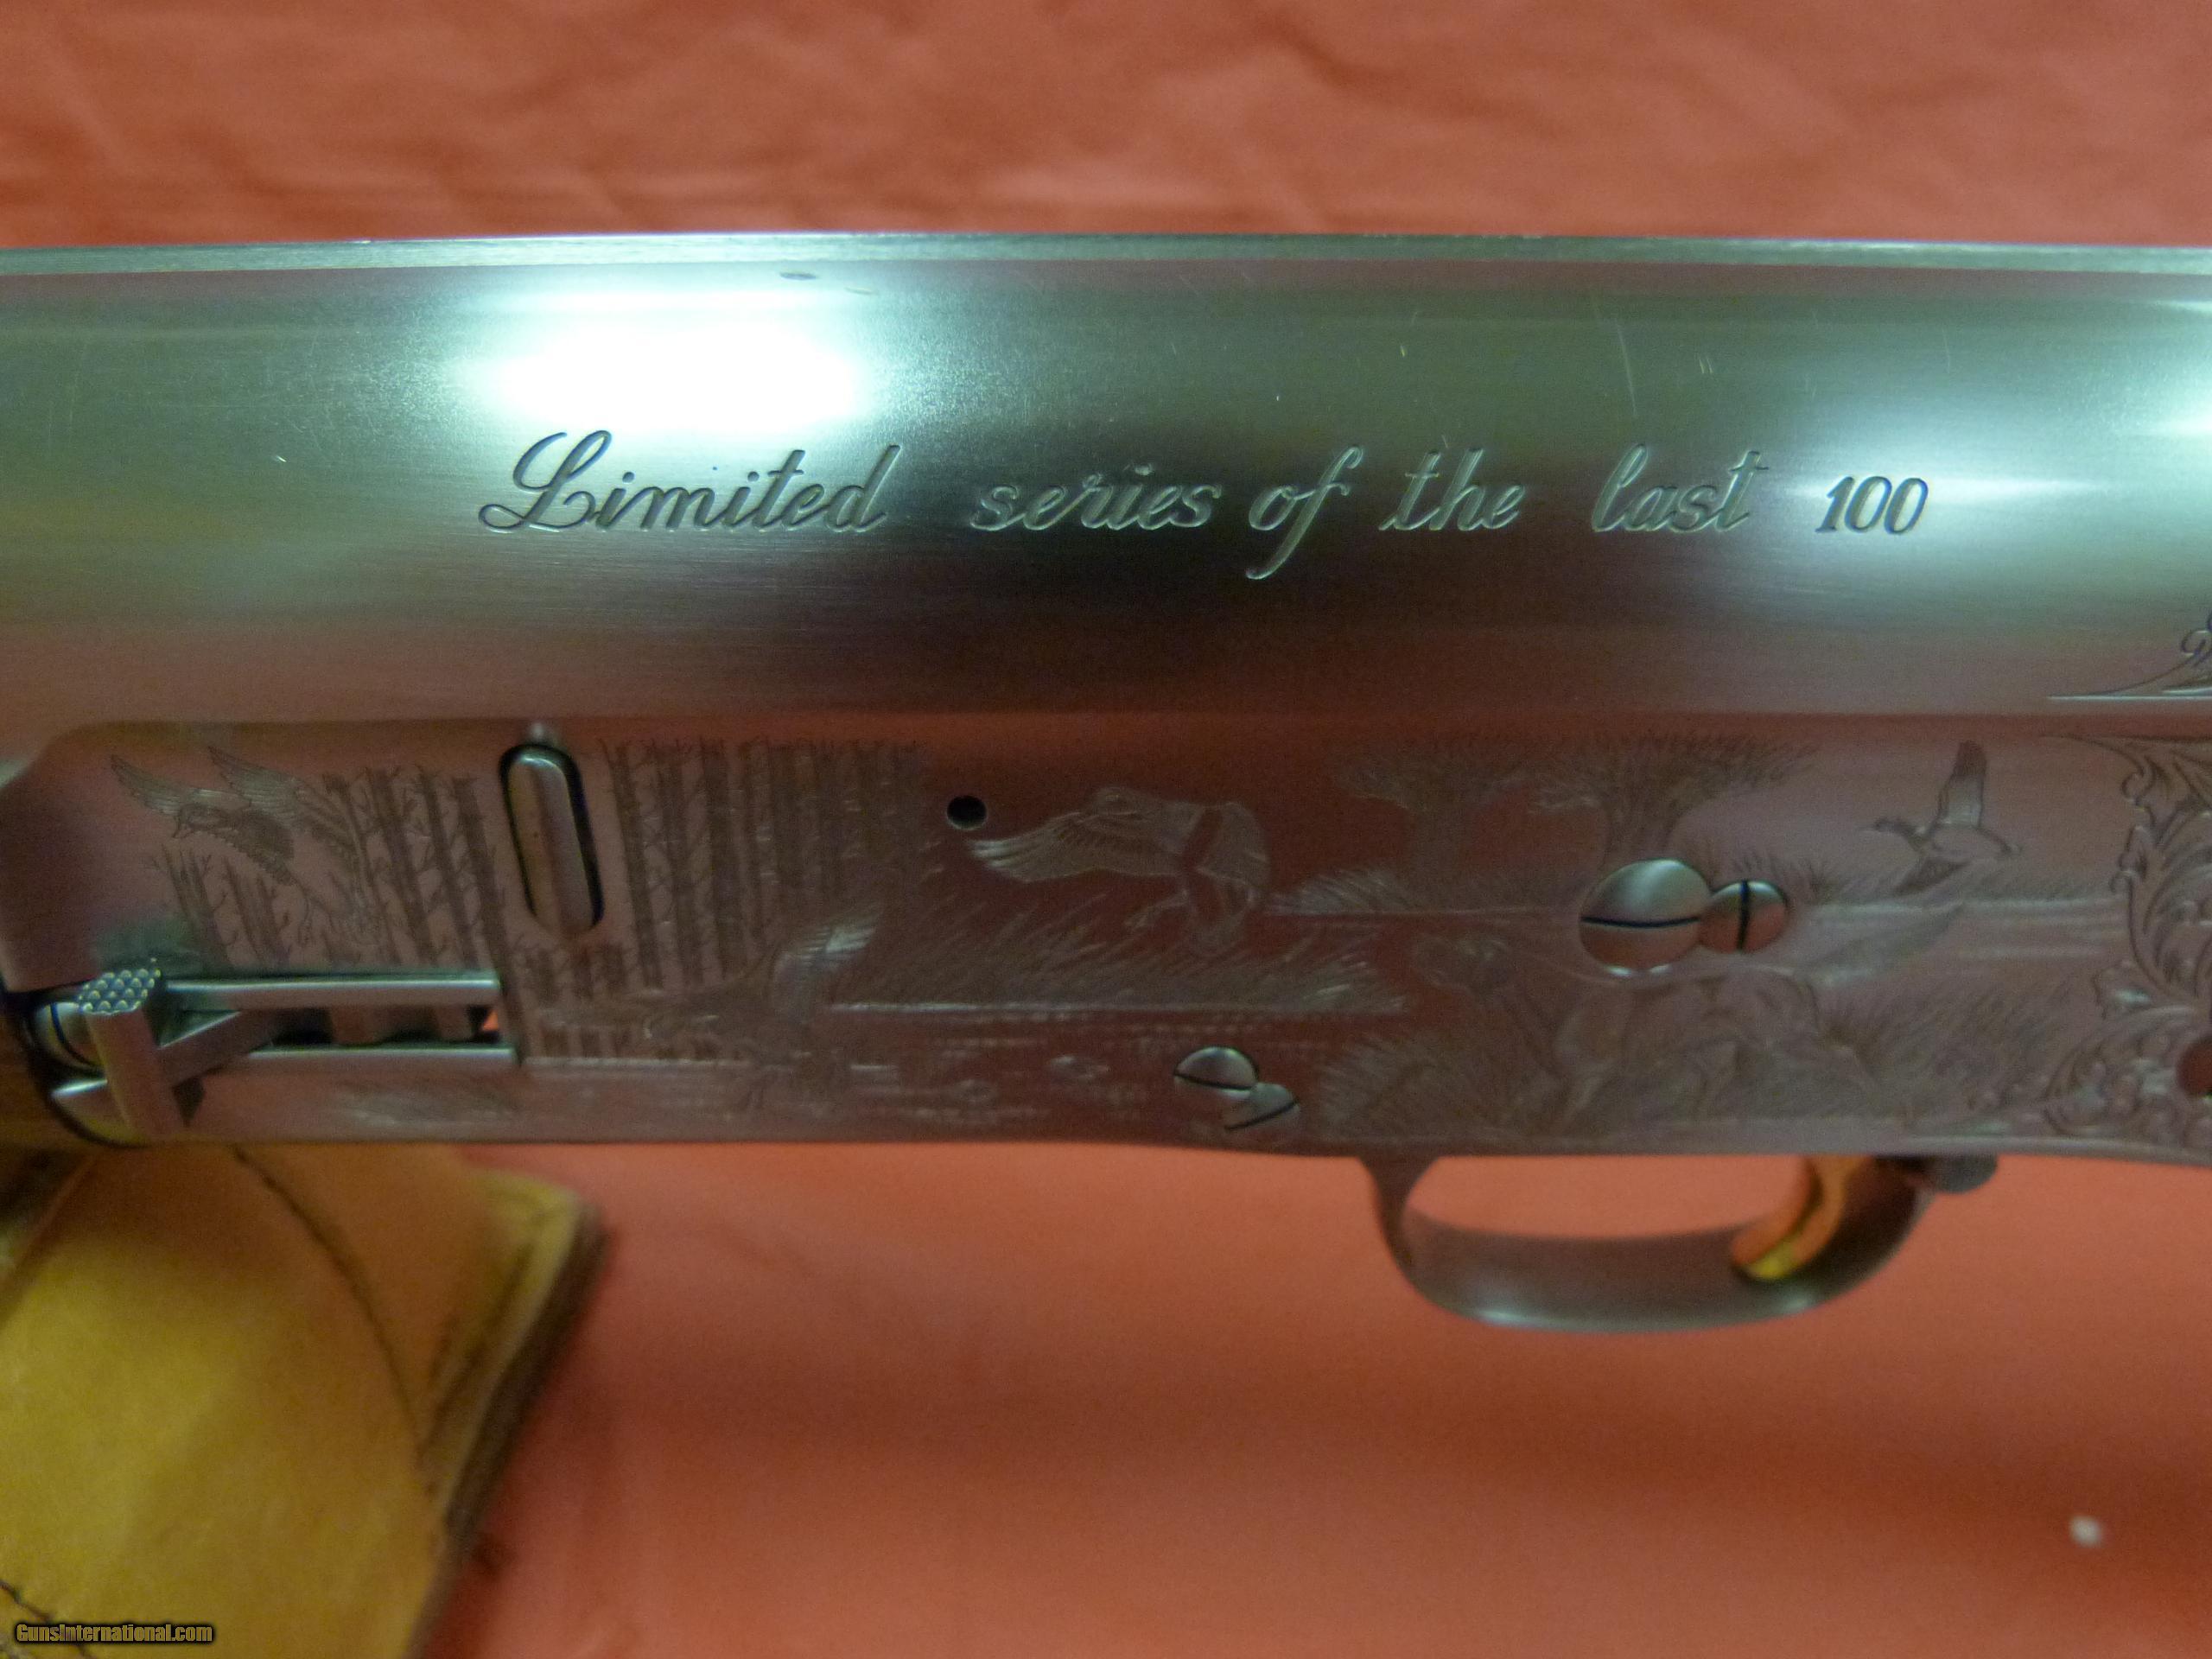 Limited series of the last 100
GunsInternational.com